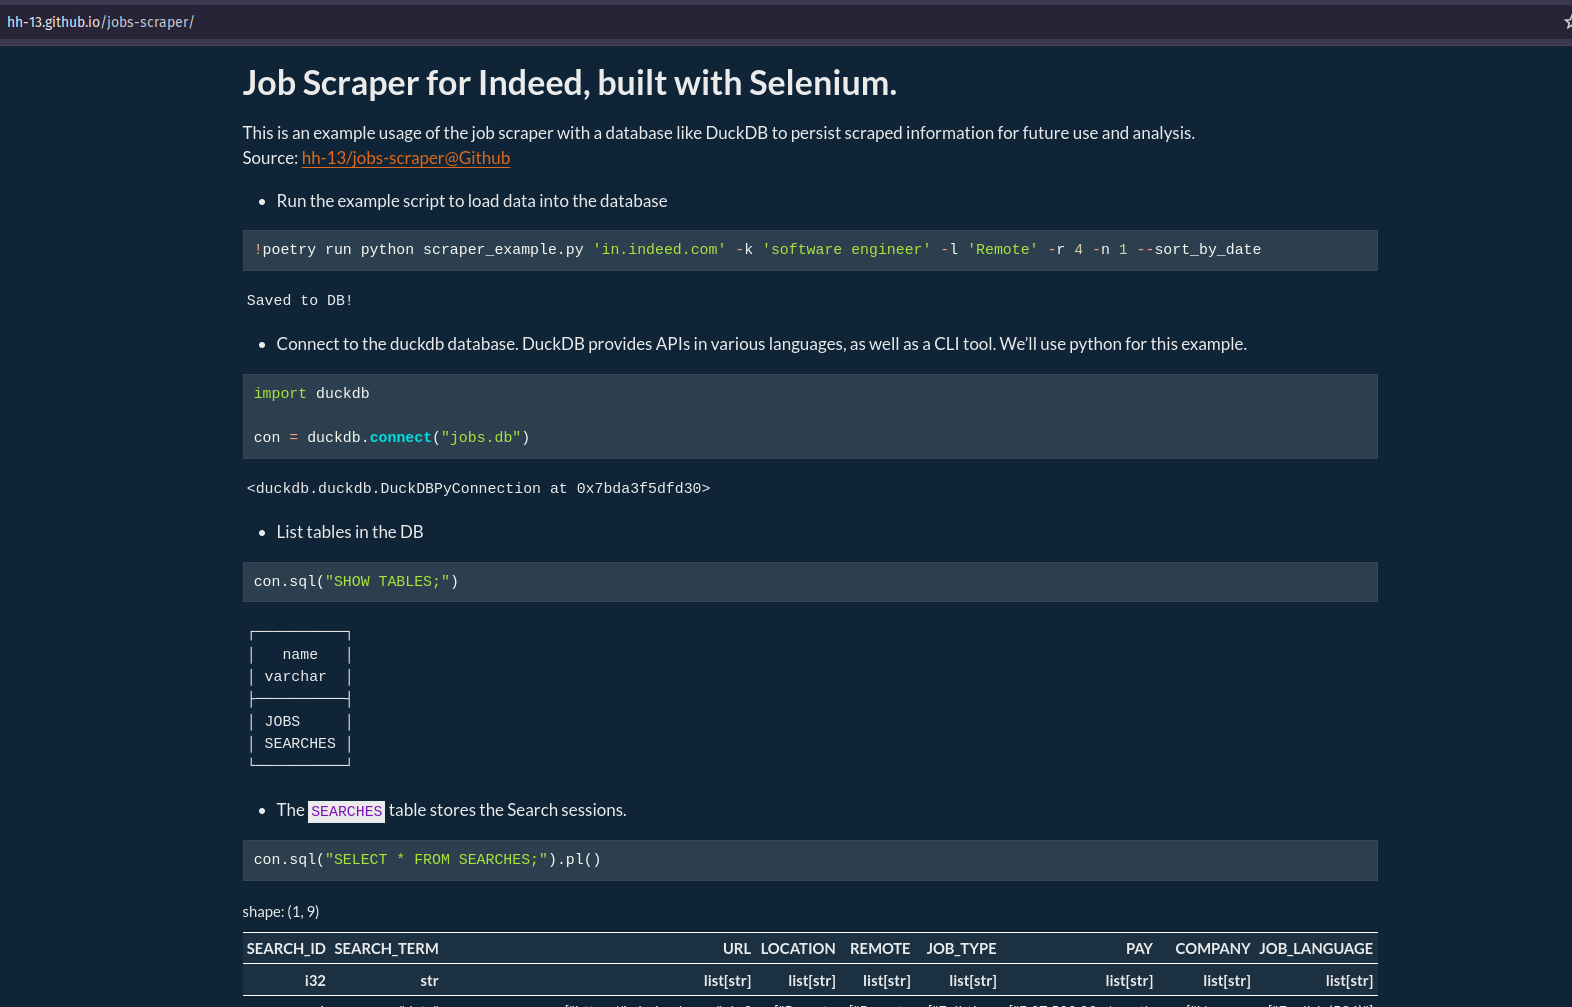 hh-13.github.io/jobs-scraper/
Job Scraper for Indeed, built with Selenium.
This is an example usage of the job scraper with a database like DuckDB to persist scraped information for future use and analysis.
Source: hh-13/jobs-scraper@Github
• Run the example script to load data into the database
!poetry run python scraper_example.py 'in.indeed.com' -k 'software engineer' -l 'Remote' -r 4 -n 1 --sort_by_date
Saved to DB!
• Connect to the duckdb database. DuckDB provides APIs in various languages, as well as a CLI tool. We'll use python for this example.
import duckdb
con = duckdb.connect("jobs.db")
<duckdb.duckdb.DuckDBPyConnection at 0x7bda3f5dfd30>
• List tables in the DB
con.sql("SHOW TABLES;")
name
varchar
JOBS
SEARCHES
• The SEARCHES table stores the Search sessions.
con.sql("SELECT * FROM SEARCHES;").pl()
shape: (1, 9)
SEARCH_ID SEARCH_TERM URL LOCATION REMOTE JOB_TYPE PAY COMPANY JOB_LANGUAGE
i32 str list[str] list[str] list[str] list[str] list[str] list[str] list[str]